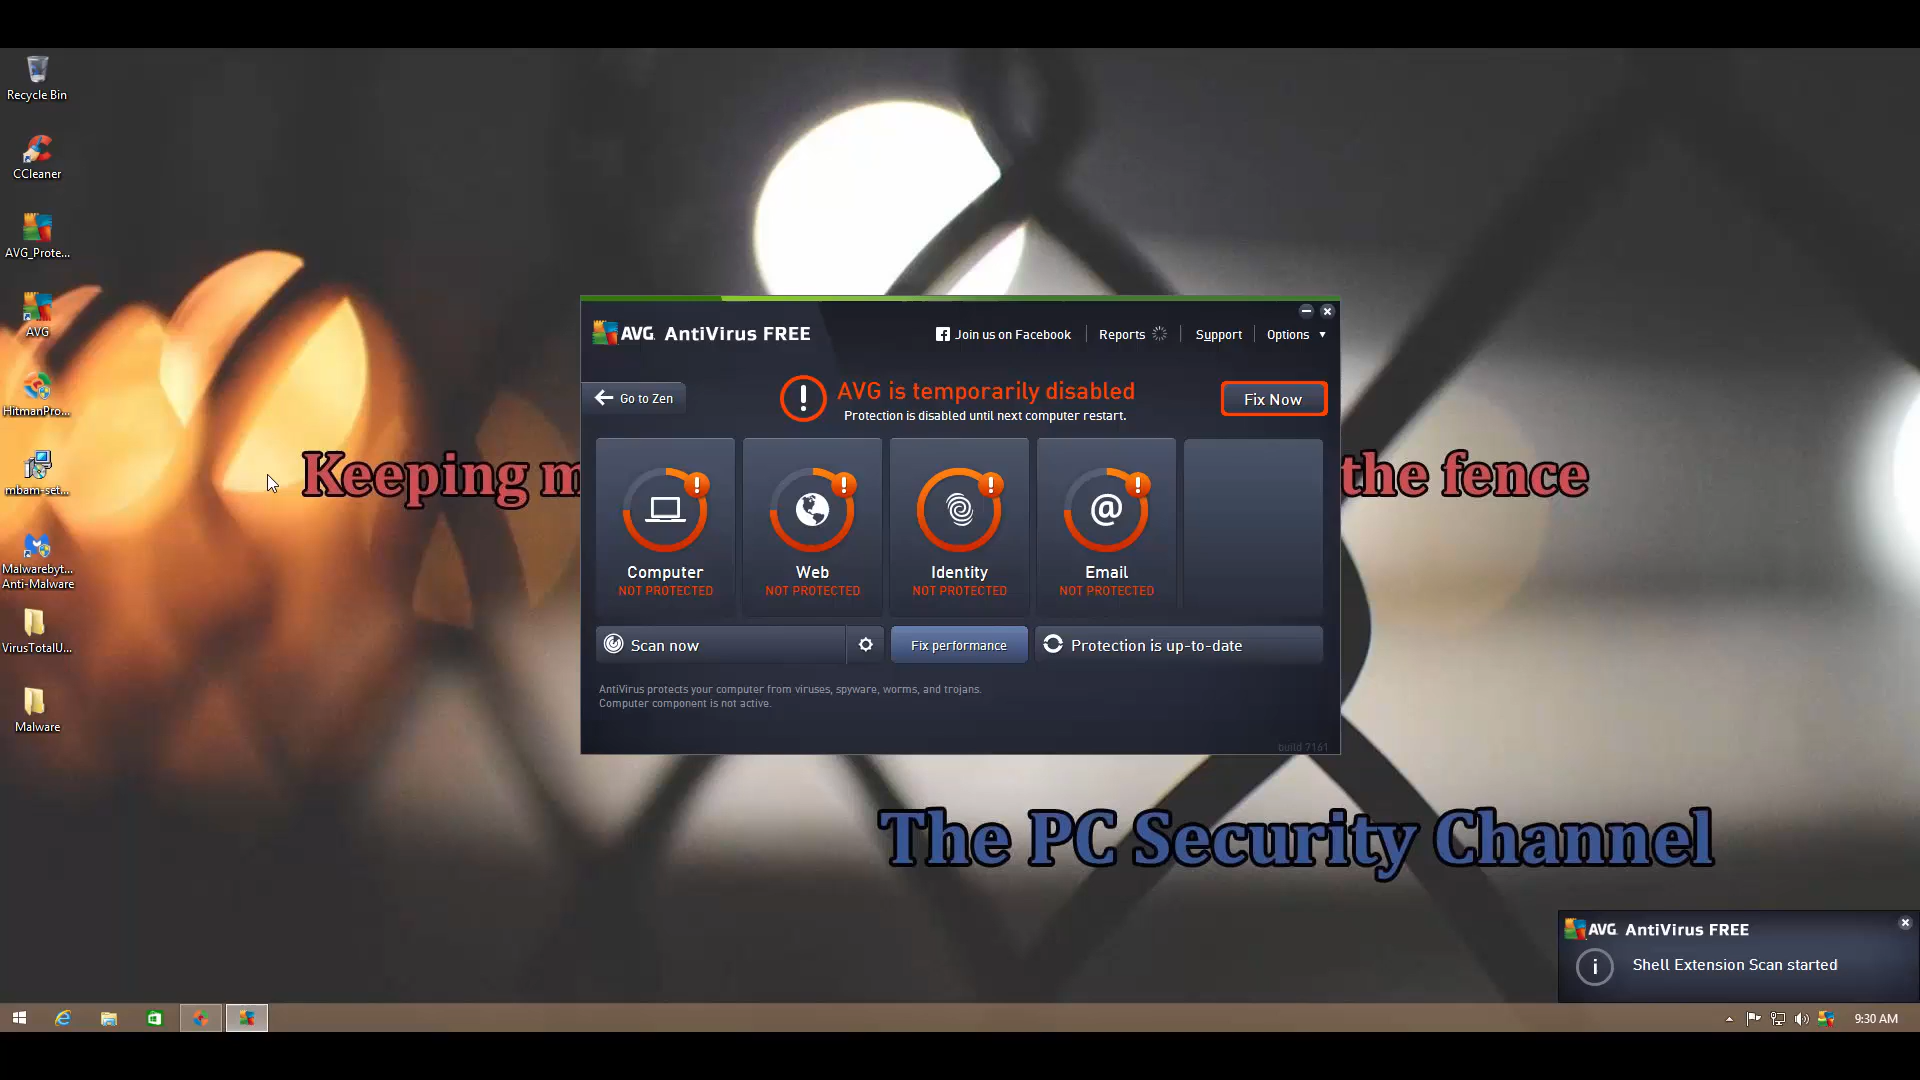 Recycle Bin
CCleaner
AVG_Prote...
AVG
HitmanPro...
mbam-set...
Malwarebyt...
Anti-Malware
VirusTotalU...
Malware
Keeping m
the fence
The PC Security Channel
AVG AntiVirus FREE
Join us on Facebook
Reports
Support
Options
Go to Zen
AVG is temporarily disabled
Protection is disabled until next computer restart.
Fix Now
Computer
NOT PROTECTED
Web
NOT PROTECTED
Identity
NOT PROTECTED
@
Email
NOT PROTECTED
Scan now
Fix performance
Protection is up-to-date
AntiVirus protects your computer from viruses, spyware, worms, and trojans.
Computer component is not active.
build 7161
AVG AntiVirus FREE
Shell Extension Scan started
9:30 AM